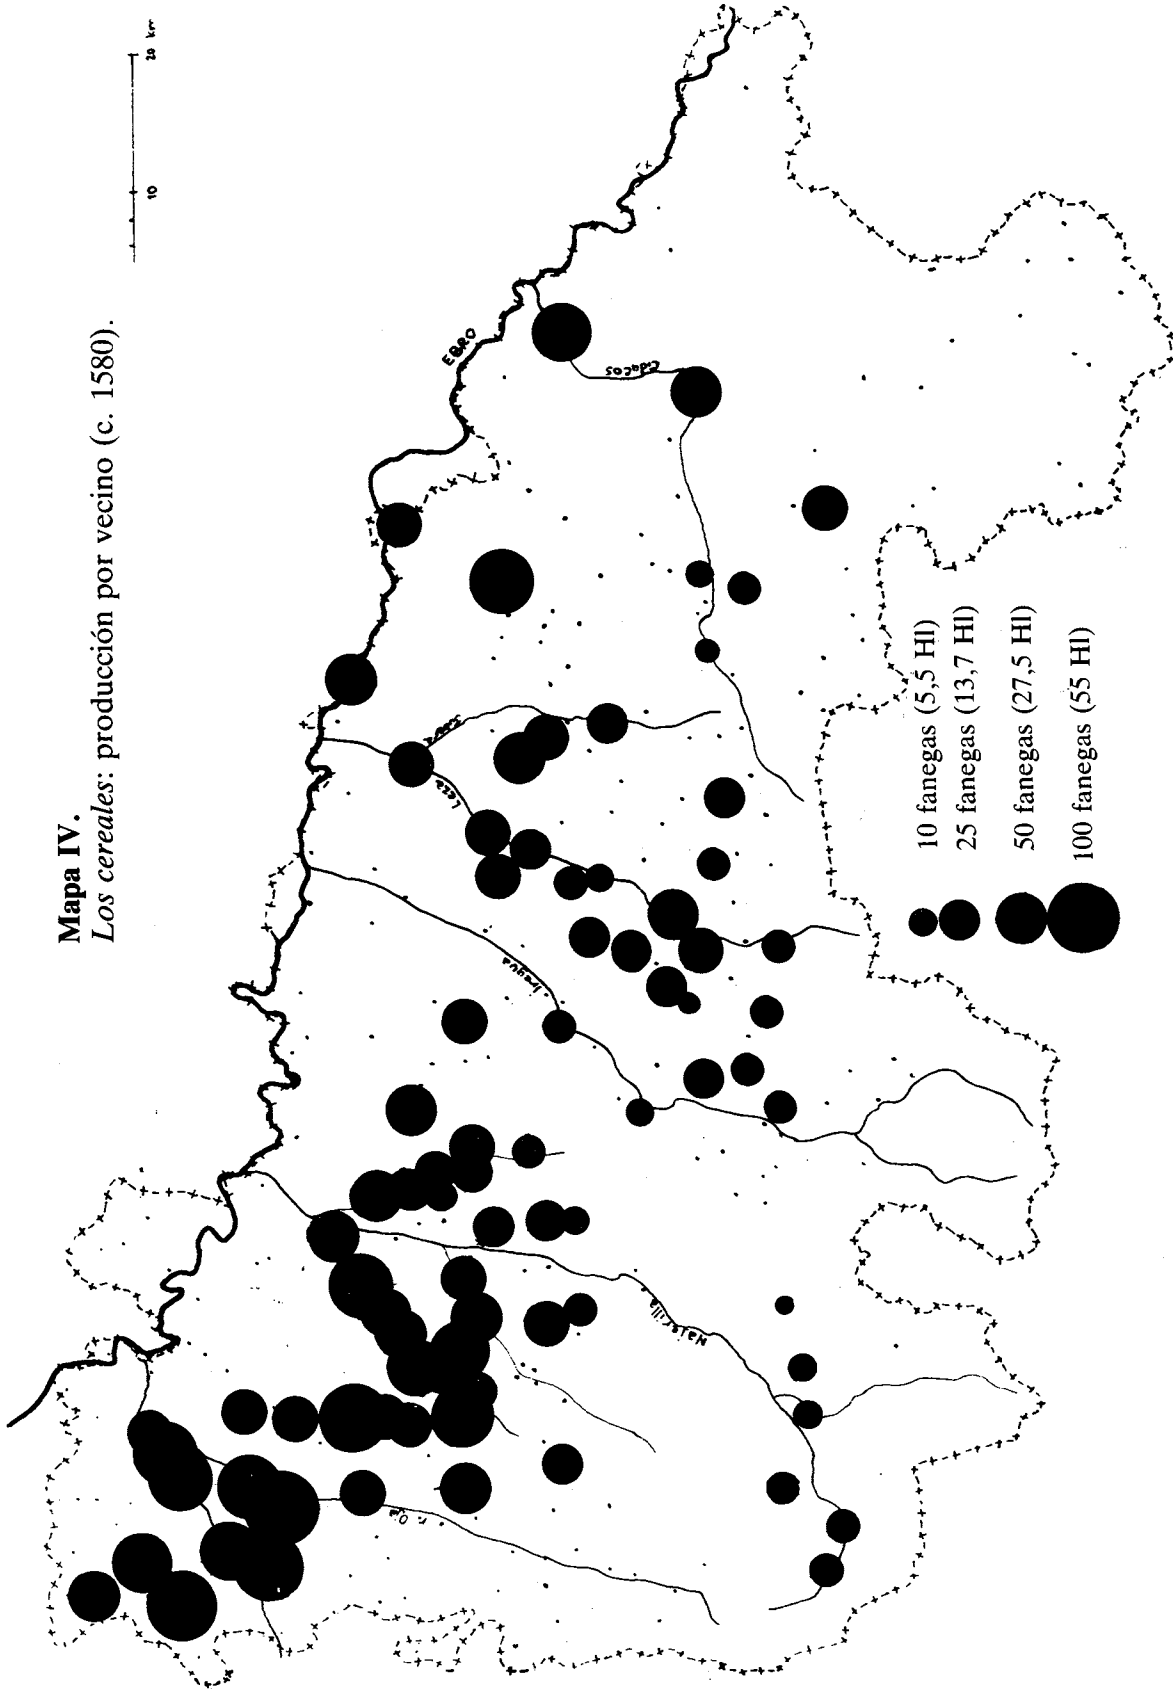 Mapa IV.
Los cereales: producción por vecino (c. 1580).
10
20 km
EBRO
Cidacos
Leza
Iregua
Najerilla
r. Oja
10 fanegas (5,5 Hl)
25 fanegas (13,7 Hl)
50 fanegas (27,5 Hl)
100 fanegas (55 Hl)